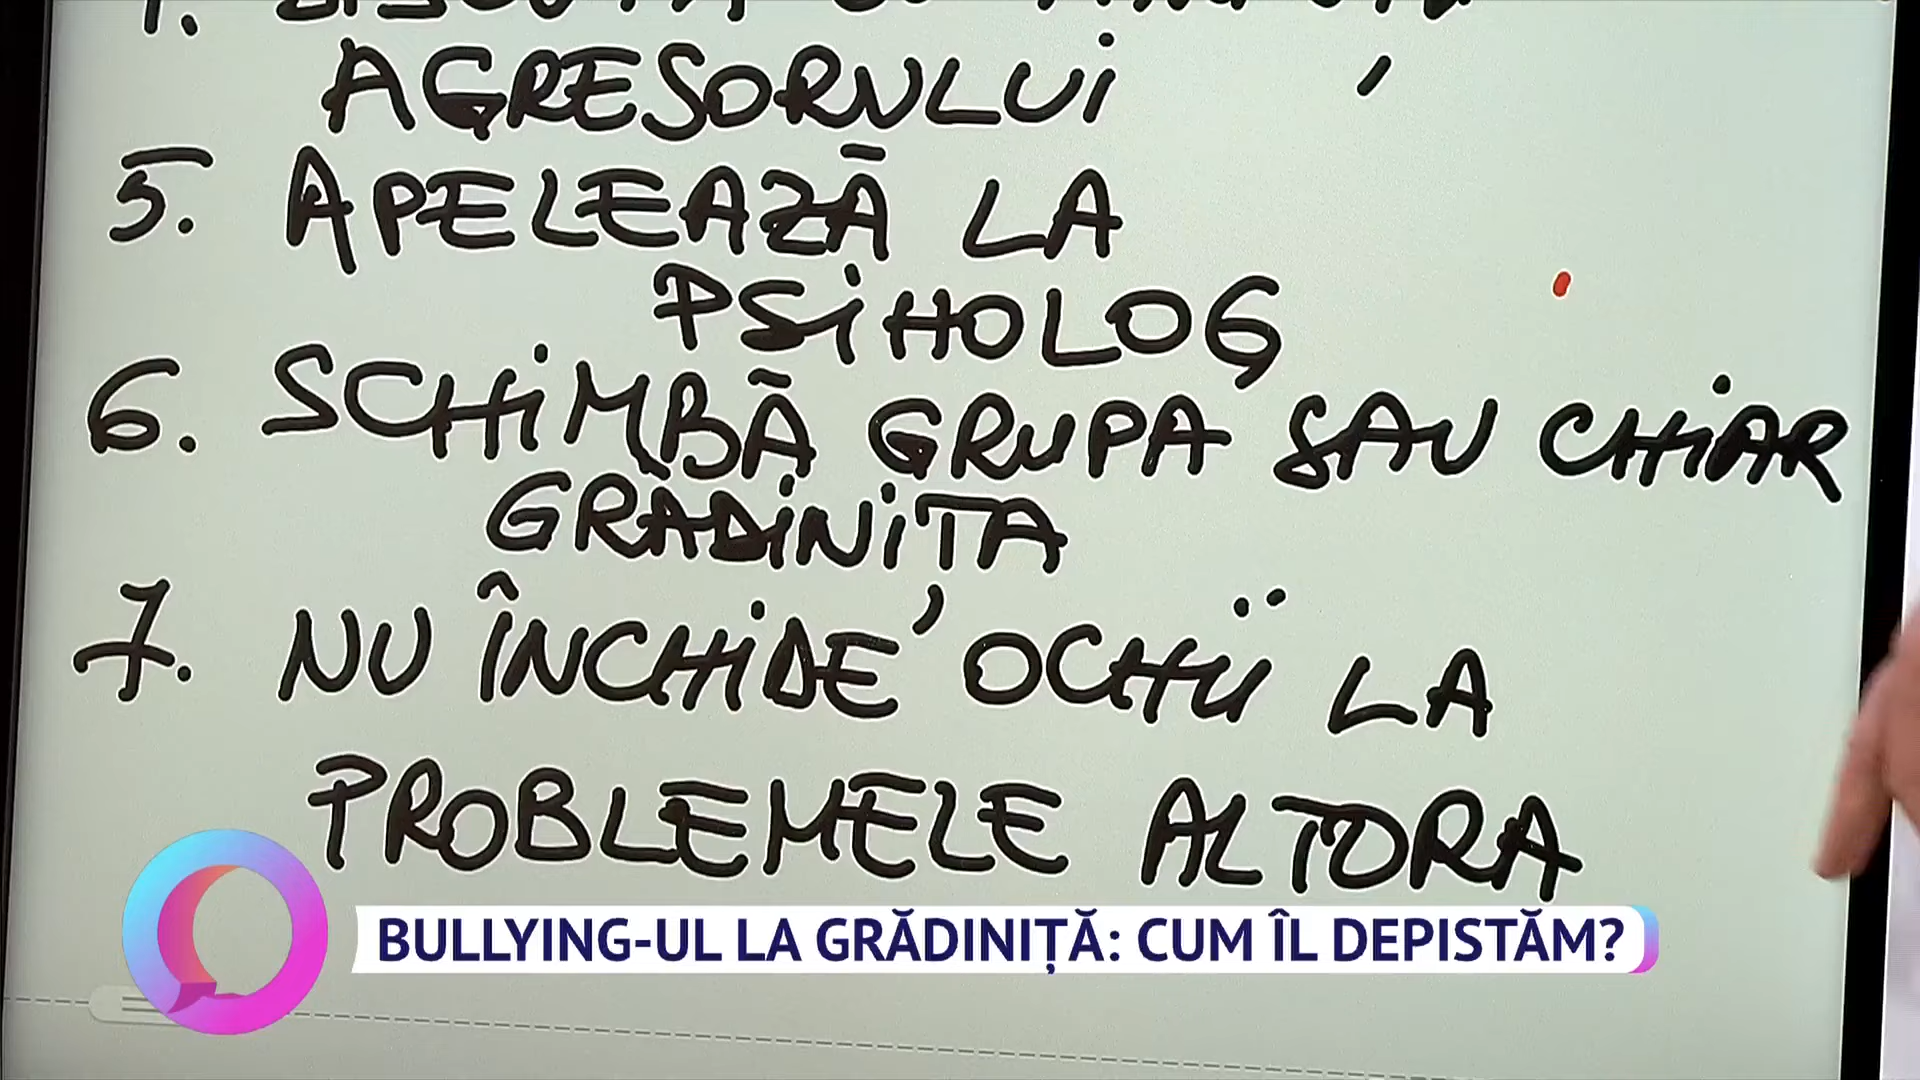 AGRESORULUI
5. APELEAZĂ LA
PSIHOLOG
6. SCHIMBĂ GRUPA SAU CHIAR
GRĂDINIȚA
7. NU ÎNCHIDE OCHII LA
PROBLEMELE ALTORA
BULLYING-UL LA GRĂDINIȚĂ: CUM ÎL DEPISTĂM?